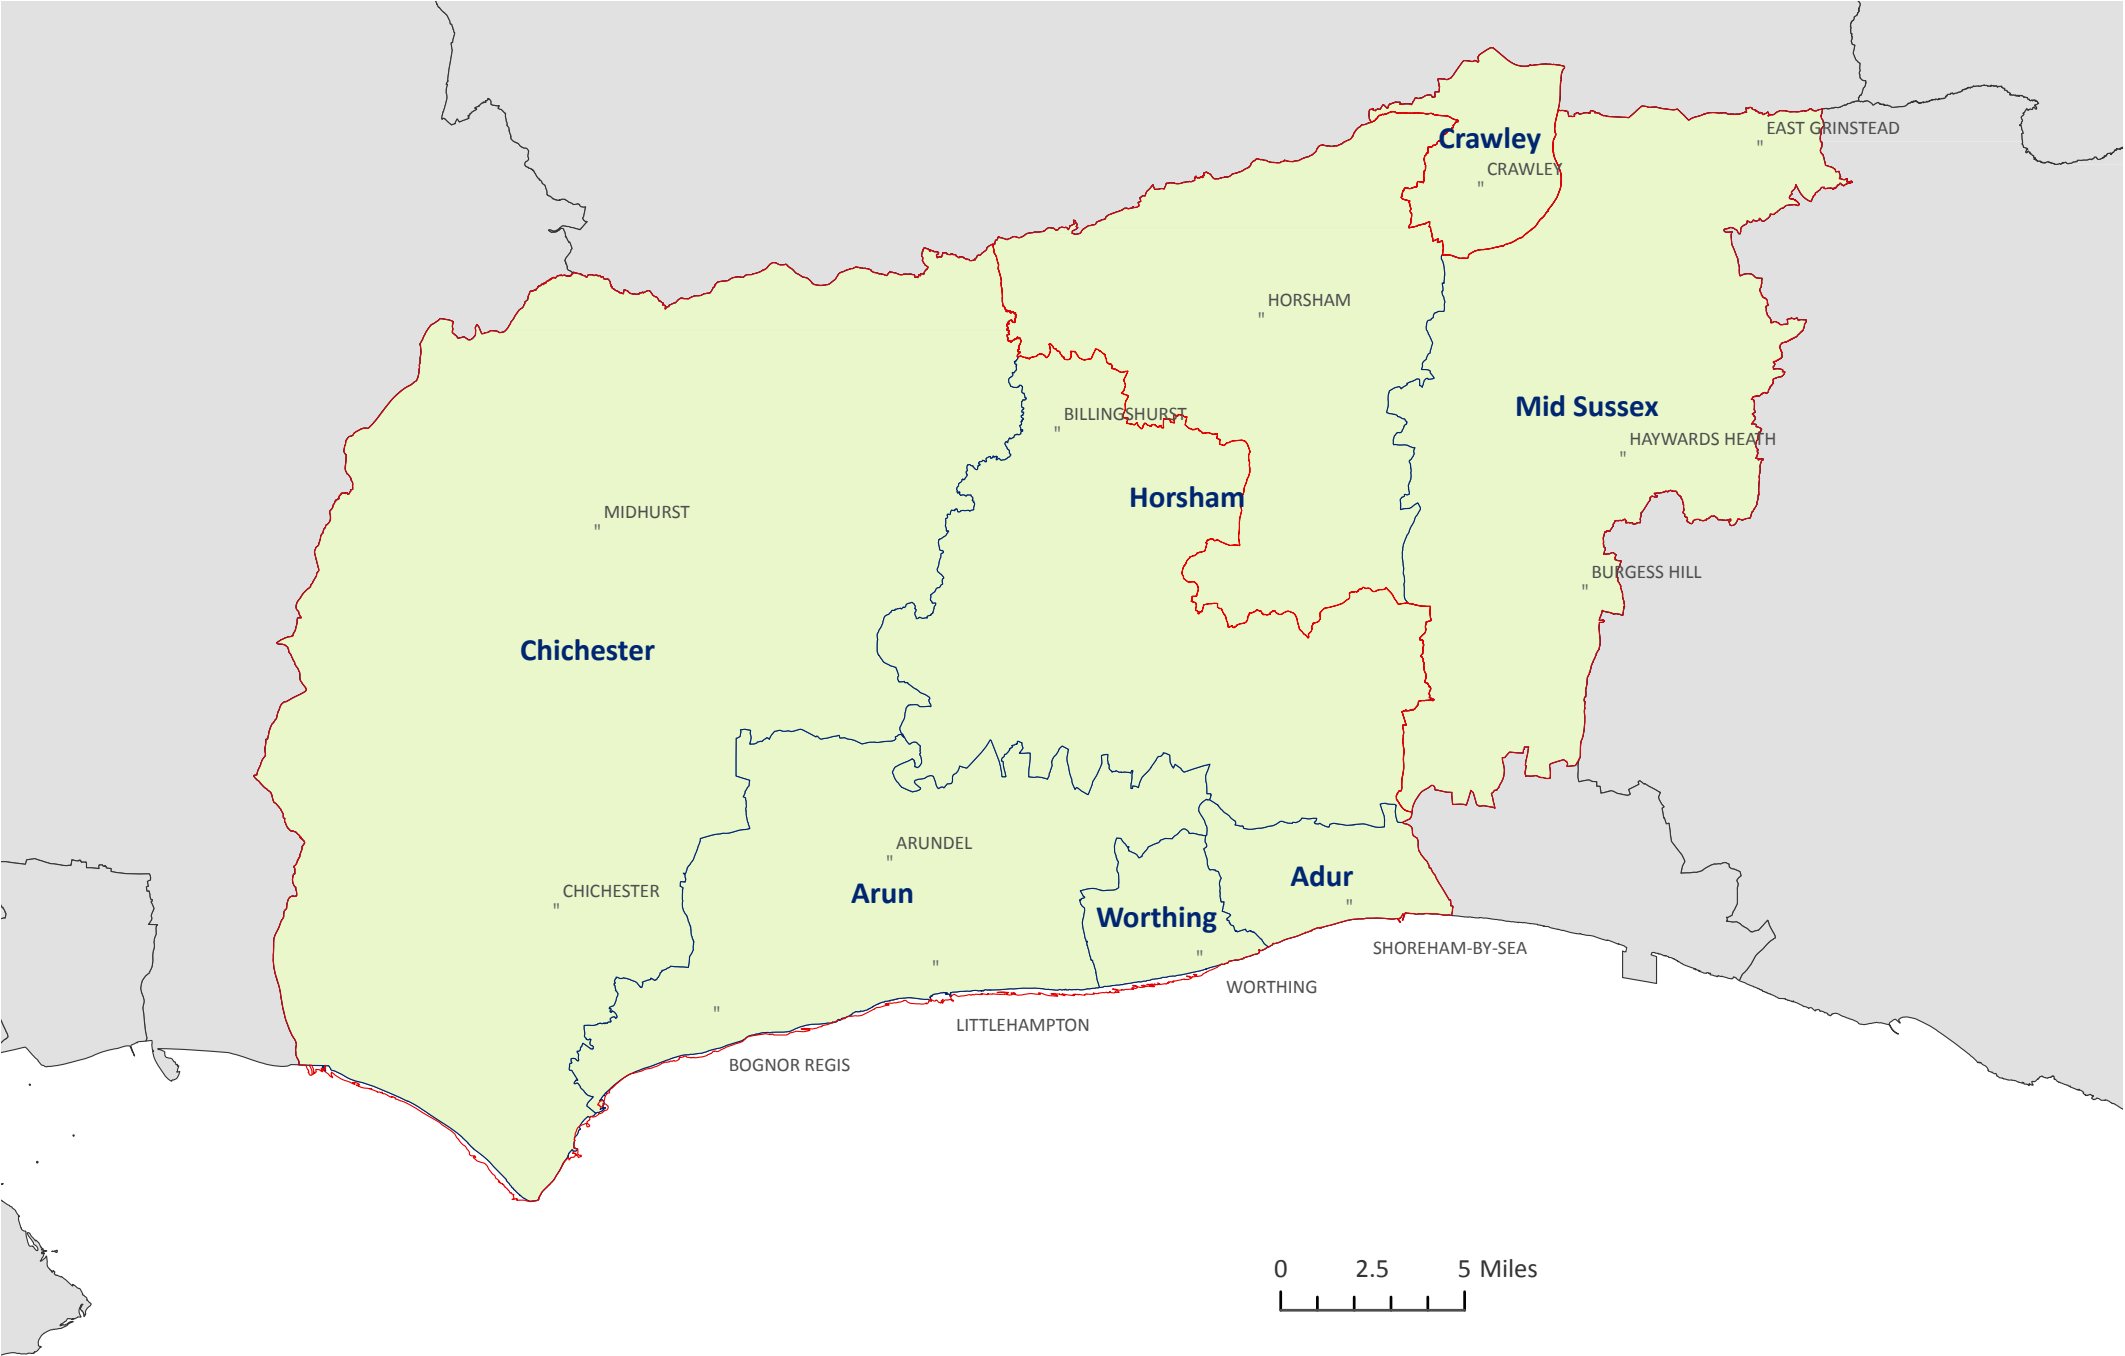 EAST GRINSTEAD
Crawley
CRAWLEY
HORSHAM
Mid Sussex
BILLINGSHURST
HAYWARDS HEATH
Horsham
MIDHURST
BURGESS HILL
Chichester
ARUNDEL
Adur
CHICHESTER
Arun
Worthing
SHOREHAM-BY-SEA
WORTHING
LITTLEHAMPTON
BOGNOR REGIS
0 2.5 5 Miles